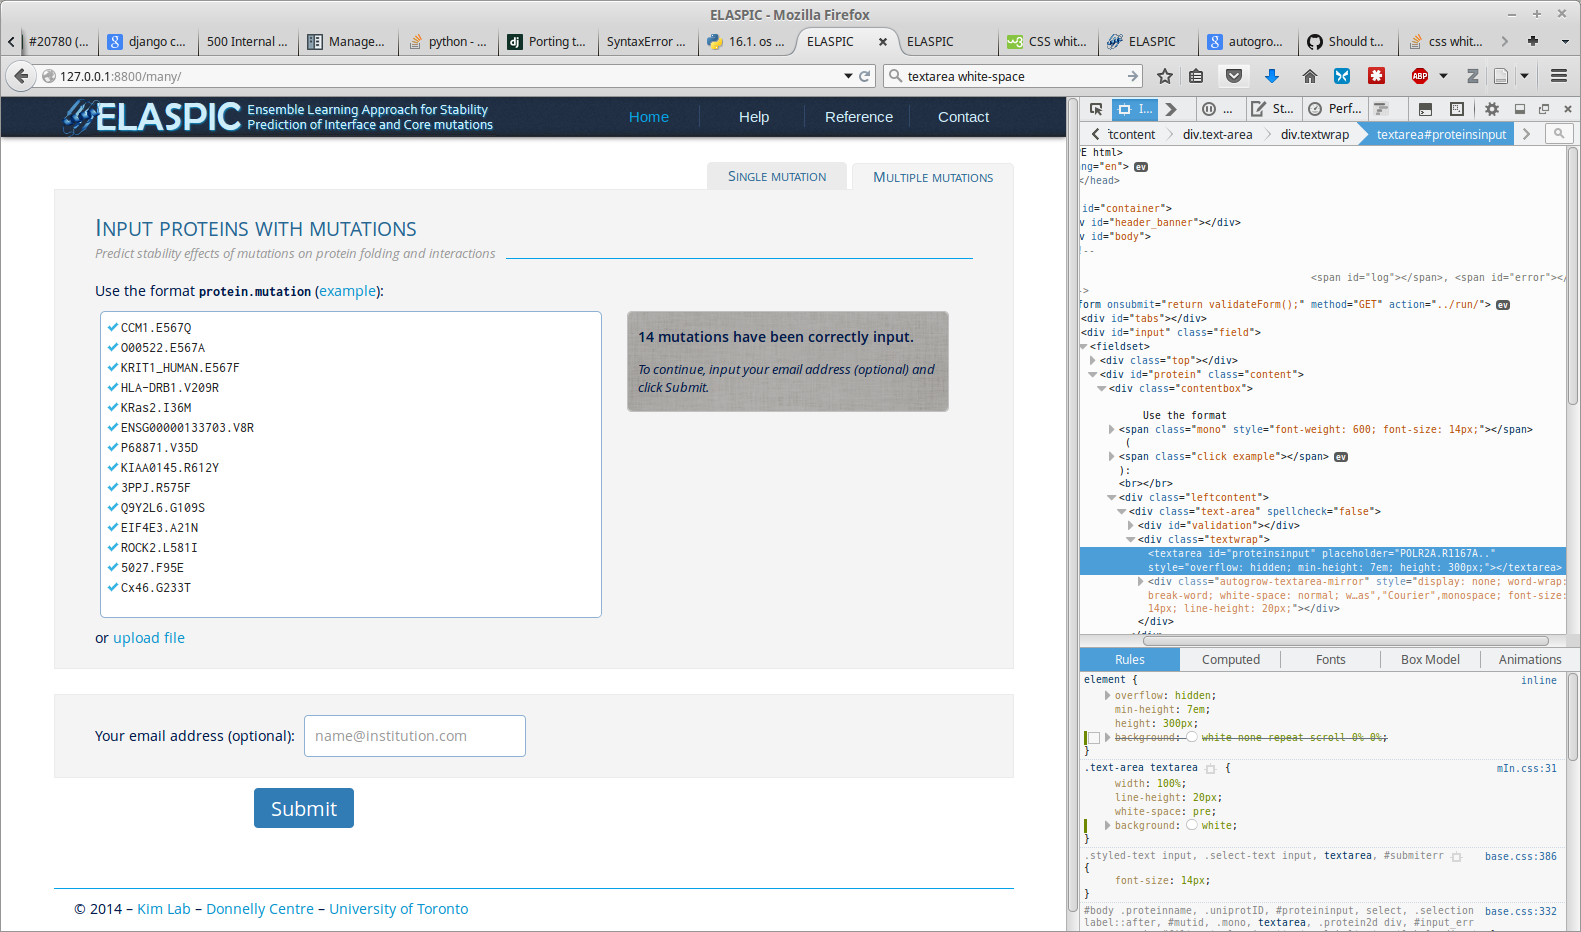 ELASPIC - Mozilla Firefox
#20780 (...
django c...
500 Internal ...
Manage...
python - ...
Porting t...
SyntaxError ...
16.1. os ...
ELASPIC
ELASPIC
CSS whit...
ELASPIC
autogro...
Should t...
css whit...
127.0.0.1:8800/many/
textarea white-space
ABP
ELASPIC
Ensemble Learning Approach for Stability
Prediction of Interface and Core mutations
Home
Help
Reference
Contact
Single mutation
Multiple mutations
Input proteins with mutations
Predict stability effects of mutations on protein folding and interactions
Use the format protein.mutation (example):
CCM1.E567Q
O00522.E567A
KRIT1_HUMAN.E567F
HLA-DRB1.V209R
KRas2.I36M
ENSG00000133703.V8R
P68871.V35D
KIAA0145.R612Y
3PPJ.R575F
Q9Y2L6.G109S
EIF4E3.A21N
ROCK2.L581I
5027.F95E
Cx46.G233T
14 mutations have been correctly input.
To continue, input your email address (optional) and
click Submit.
or upload file
Your email address (optional):
name@institution.com
Submit
© 2014 – Kim Lab – Donnelly Centre – University of Toronto
I...
...
St...
Perf...
tcontent
div.text-area
div.textwrap
textarea#proteinsinput
PE html>
ng="en"> ev
</head>
id="container">
v id="header_banner"></div>
v id="body">
!--
<span id="log"></span>, <span id="error"></
->
form onsubmit="return validateForm();" method="GET" action="../run/"> ev
<div id="tabs"></div>
<div id="input" class="field">
<fieldset>
<div class="top"></div>
<div id="protein" class="content">
<div class="contentbox">
Use the format
<span class="mono" style="font-weight: 600; font-size: 14px;"></span>
(
<span class="click example"></span> ev
):
<br></br>
<div class="leftcontent">
<div class="text-area" spellcheck="false">
<div id="validation"></div>
<div class="textwrap">
<textarea id="proteinsinput" placeholder="POLR2A.R1167A.."
style="overflow: hidden; min-height: 7em; height: 300px;"></textarea>
<div class="autogrow-textarea-mirror" style="display: none; word-wrap:
break-word; white-space: normal; w…as","Courier",monospace; font-size:
14px; line-height: 20px;"></div>
</div>
</div>
Rules
Computed
Fonts
Box Model
Animations
element {
inline
overflow: hidden;
min-height: 7em;
height: 300px;
background: white none repeat scroll 0% 0%;
}
.text-area textarea {
mIn.css:31
width: 100%;
line-height: 20px;
white-space: pre;
background: white;
}
.styled-text input, .select-text input, textarea, #submiterr
base.css:386
{
font-size: 14px;
}
#body .proteinname, .uniprotID, #proteininput, select, .selection
base.css:332
label::after, #mutid, .mono, textarea, .protein2d div, #input_err